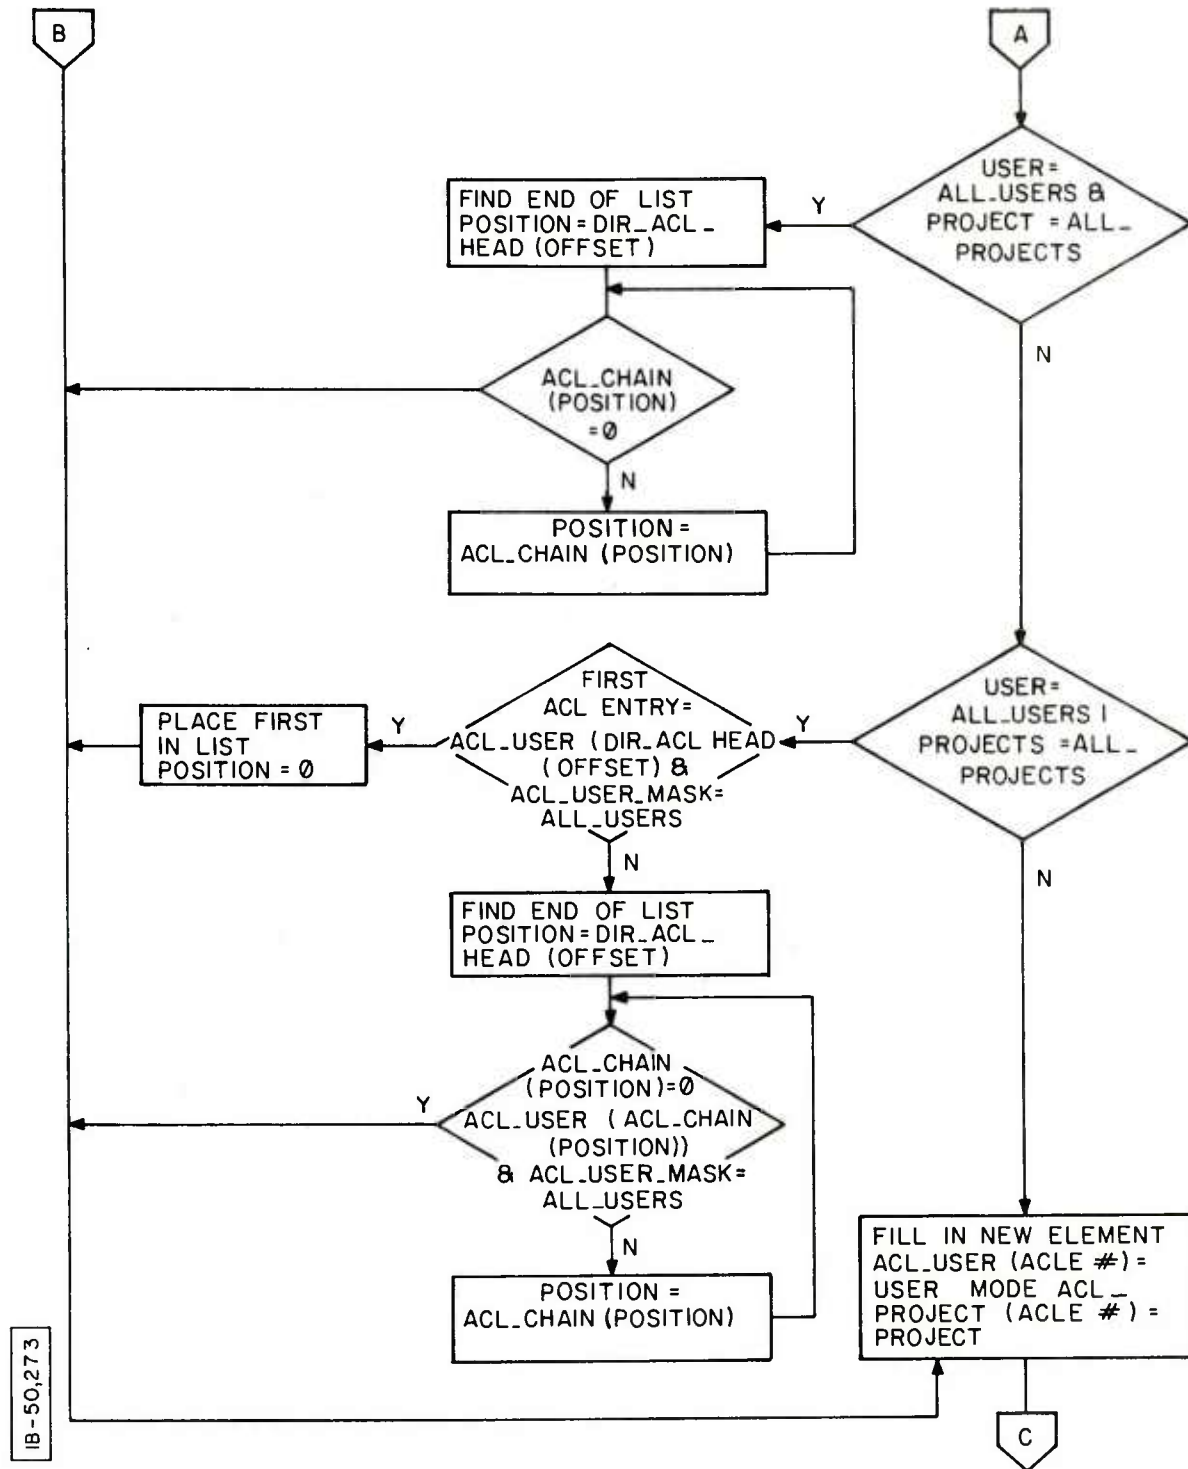 B
A
USER=
ALL_USERS &
PROJECT =ALL_
PROJECTS
Y
N
FIND END OF LIST
POSITION=DIR_ACL_
HEAD (OFFSET)
ACL_CHAIN
(POSITION)
=Ø
N
POSITION=
ACL_CHAIN (POSITION)
USER=
ALL_USERS |
PROJECTS =ALL_
PROJECTS
Y
N
FIRST
ACL ENTRY=
ACL_USER (DIR_ACL HEAD
(OFFSET) &
ACL_USER_MASK=
ALL_USERS
Y
N
PLACE FIRST
IN LIST
POSITION = Ø
FIND END OF LIST
POSITION=DIR_ACL_
HEAD (OFFSET)
ACL_CHAIN
(POSITION)=Ø
ACL_USER (ACL_CHAIN
(POSITION))
& ACL_USER_MASK=
ALL_USERS
Y
N
POSITION =
ACL_CHAIN (POSITION)
FILL IN NEW ELEMENT
ACL_USER (ACLE #)=
USER MODE ACL_
PROJECT (ACLE #) =
PROJECT
C
IB-50,273